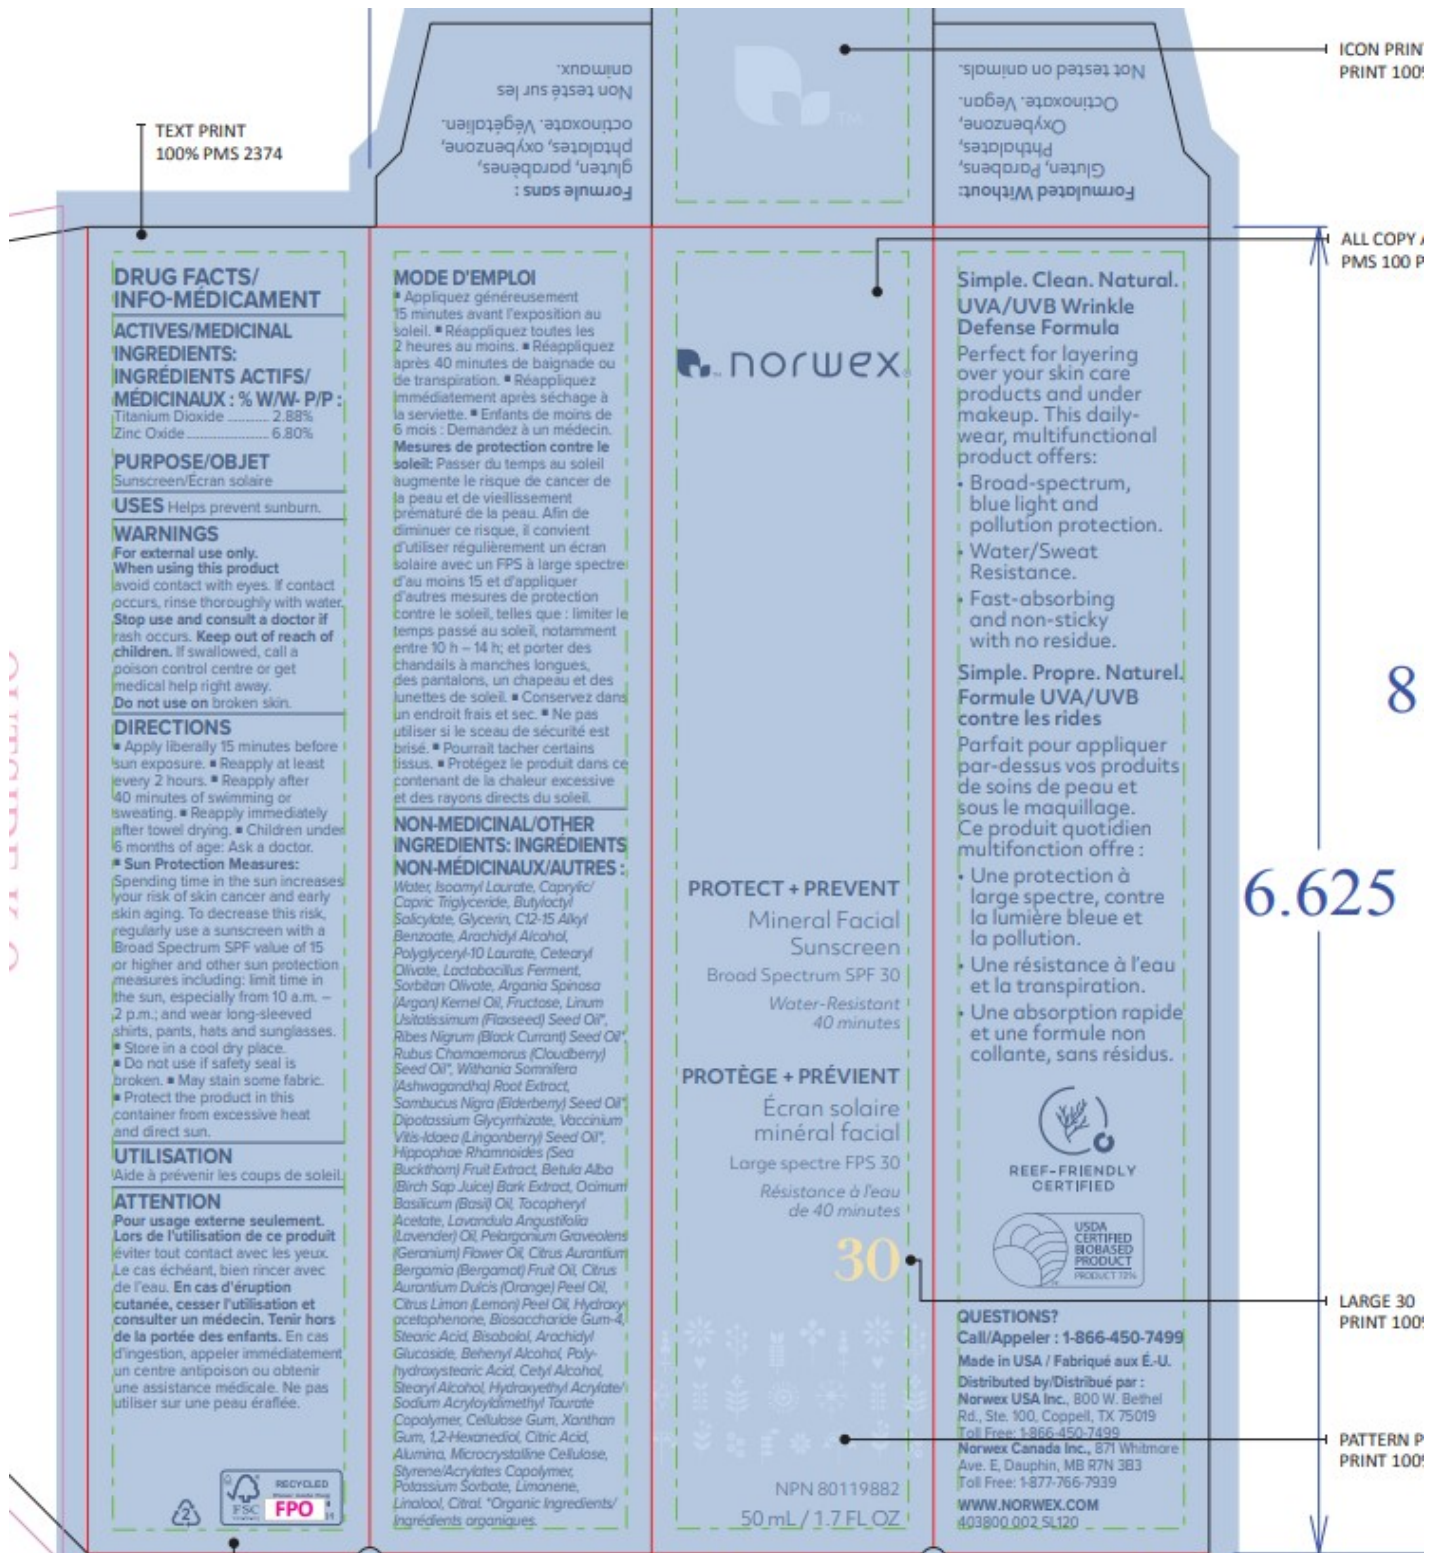 TEXT PRINT
100% PMS 2374
Formule sans :
gluten, parabènes,
phtalates, oxybenzone,
octinoxate. Végétalien.
Non testé sur les
animaux.
TM
Formulated Without:
Gluten, Parabens,
Phthalates,
Oxybenzone,
Octinoxate. Vegan.
Not tested on animals.
ICON PRIN
PRINT 100%
ALL COPY
PMS 100 P
DRUG FACTS/
INFO-MÉDICAMENT
ACTIVES/MEDICINAL
INGREDIENTS:
INGRÉDIENTS ACTIFS/
MÉDICINAUX : % W/W- P/P :
Titanium Dioxide ............ 2.88%
Zinc Oxide ........................ 6.80%
PURPOSE/OBJET
Sunscreen/Écran solaire
USES Helps prevent sunburn.
WARNINGS
For external use only.
When using this product
avoid contact with eyes. If contact
occurs, rinse thoroughly with water.
Stop use and consult a doctor if
rash occurs. Keep out of reach of
children. If swallowed, call a
poison control centre or get
medical help right away.
Do not use on broken skin.
DIRECTIONS
▪ Apply liberally 15 minutes before
sun exposure. ▪ Reapply at least
every 2 hours. ▪ Reapply after
40 minutes of swimming or
sweating. ▪ Reapply immediately
after towel drying. ▪ Children under
6 months of age: Ask a doctor.
▪ Sun Protection Measures:
Spending time in the sun increases
your risk of skin cancer and early
skin aging. To decrease this risk,
regularly use a sunscreen with a
Broad Spectrum SPF value of 15
or higher and other sun protection
measures including: limit time in
the sun, especially from 10 a.m. –
2 p.m.; and wear long-sleeved
shirts, pants, hats and sunglasses.
▪ Store in a cool dry place.
▪ Do not use if safety seal is
broken. ▪ May stain some fabric.
▪ Protect the product in this
container from excessive heat
and direct sun.
UTILISATION
Aide à prévenir les coups de soleil.
ATTENTION
Pour usage externe seulement.
Lors de l'utilisation de ce produit
éviter tout contact avec les yeux.
Le cas échéant, bien rincer avec
de l'eau. En cas d'éruption
cutanée, cesser l'utilisation et
consulter un médecin. Tenir hors
de la portée des enfants. En cas
d'ingestion, appeler immédiatement
un centre antipoison ou obtenir
une assistance médicale. Ne pas
utiliser sur une peau éraflée.
2
FSC
RECYCLED
FPO
MODE D'EMPLOI
▪ Appliquez généreusement
15 minutes avant l'exposition au
soleil. ▪ Réappliquez toutes les
2 heures au moins. ▪ Réappliquez
après 40 minutes de baignade ou
de transpiration. ▪ Réappliquez
immédiatement après séchage à
la serviette. ▪ Enfants de moins de
6 mois : Demandez à un médecin.
Mesures de protection contre le
soleil: Passer du temps au soleil
augmente le risque de cancer de
la peau et de vieillissement
prématuré de la peau. Afin de
diminuer ce risque, il convient
d'utiliser régulièrement un écran
solaire avec un FPS à large spectre
d'au moins 15 et d'appliquer
d'autres mesures de protection
contre le soleil, telles que : limiter le
temps passé au soleil, notamment
entre 10 h – 14 h; et porter des
chandails à manches longues,
des pantalons, un chapeau et des
lunettes de soleil. ▪ Conservez dans
un endroit frais et sec. ▪ Ne pas
utiliser si le sceau de sécurité est
brisé. ▪ Pourrait tacher certains
tissus. ▪ Protégez le produit dans ce
contenant de la chaleur excessive
et des rayons directs du soleil.
NON-MEDICINAL/OTHER
INGREDIENTS: INGRÉDIENTS
NON-MÉDICINAUX/AUTRES :
Water, Isoamyl Laurate, Caprylic/
Capric Triglyceride, Butyloctyl
Salicylate, Glycerin, C12-15 Alkyl
Benzoate, Arachidyl Alcohol,
Polyglyceryl-10 Laurate, Cetearyl
Olivate, Lactobacillus Ferment,
Sorbitan Olivate, Argania Spinosa
(Argan) Kernel Oil, Fructose, Linum
Usitatissimum (Flaxseed) Seed Oil*,
Ribes Nigrum (Black Currant) Seed Oil*,
Rubus Chamaemorus (Cloudberry)
Seed Oil*, Withania Somnifera
(Ashwagandha) Root Extract,
Sambucus Nigra (Elderberry) Seed Oil*,
Dipotassium Glycyrrhizate, Vaccinium
Vitis-Idaea (Lingonberry) Seed Oil*,
Hippophae Rhamnoides (Sea
Buckthorn) Fruit Extract, Betula Alba
(Birch Sap Juice) Bark Extract, Ocimum
Basilicum (Basil) Oil, Tocopheryl
Acetate, Lavandula Angustifolia
(Lavender) Oil, Pelargonium Graveolens
(Geranium) Flower Oil, Citrus Aurantium
Bergamia (Bergamot) Fruit Oil, Citrus
Aurantium Dulcis (Orange) Peel Oil,
Citrus Limon (Lemon) Peel Oil, Hydroxy
acetophenone, Biosaccharide Gum-4,
Stearic Acid, Bisabolol, Arachidyl
Glucoside, Behenyl Alcohol, Poly-
hydroxystearic Acid, Cetyl Alcohol,
Stearyl Alcohol, Hydroxyethyl Acrylate/
Sodium Acryloyldimethyl Taurate
Copolymer, Cellulose Gum, Xanthan
Gum, 1,2-Hexanediol, Citric Acid,
Alumina, Microcrystalline Cellulose,
Styrene/Acrylates Copolymer,
Potassium Sorbate, Limonene,
Linalool, Citral. *Organic Ingredients/
Ingrédients organiques.
norwex®
PROTECT + PREVENT
Mineral Facial
Sunscreen
Broad Spectrum SPF 30
Water-Resistant
40 minutes
PROTÈGE + PRÉVIENT
Écran solaire
minéral facial
Large spectre FPS 30
Résistance à l'eau
de 40 minutes
30
NPN 80119882
50 mL / 1.7 FL OZ
Simple. Clean. Natural.
UVA/UVB Wrinkle
Defense Formula
Perfect for layering
over your skin care
products and under
makeup. This daily-
wear, multifunctional
product offers:
• Broad-spectrum,
blue light and
pollution protection.
• Water/Sweat
Resistance.
• Fast-absorbing
and non-sticky
with no residue.
Simple. Propre. Naturel.
Formule UVA/UVB
contre les rides
Parfait pour appliquer
par-dessus vos produits
de soins de peau et
sous le maquillage.
Ce produit quotidien
multifonction offre :
• Une protection à
large spectre, contre
la lumière bleue et
la pollution.
• Une résistance à l'eau
et la transpiration.
• Une absorption rapide
et une formule non
collante, sans résidus.
REEF-FRIENDLY
CERTIFIED
USDA
CERTIFIED
BIOBASED
PRODUCT
PRODUCT 72%
QUESTIONS?
Call/Appeler : 1-866-450-7499
Made in USA / Fabriqué aux É.-U.
Distributed by/Distribué par :
Norwex USA Inc., 800 W. Bethel
Rd., Ste. 100, Coppell, TX 75019
Toll Free: 1-866-450-7499
Norwex Canada Inc., 871 Whitmore
Ave. E, Dauphin, MB R7N 3B3
Toll Free: 1-877-766-7939
WWW.NORWEX.COM
403800 002 SL120
8
6.625
LARGE 30
PRINT 100%
PATTERN P
PRINT 100%